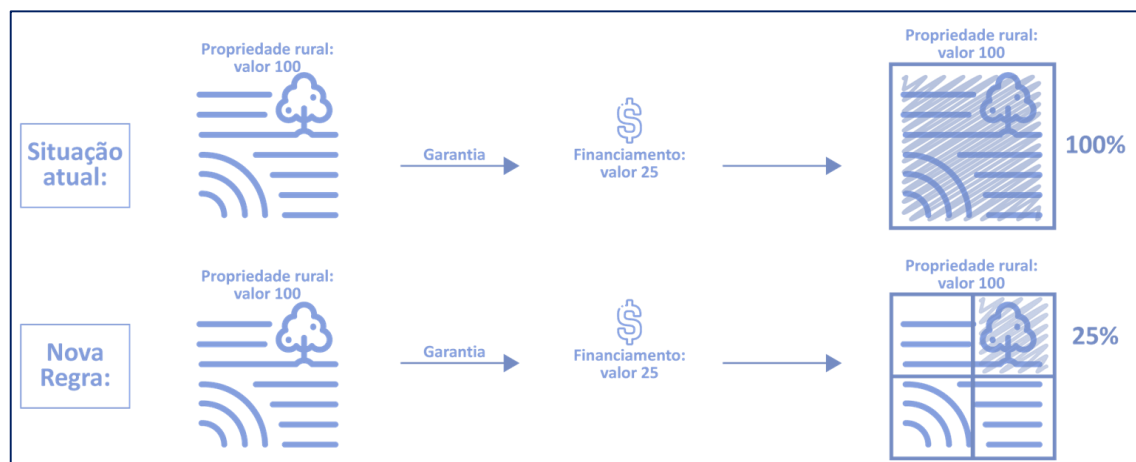 Propriedade rural:
valor 100
Propriedade rural:
valor 100
Situação
atual:
Garantia
$
Financiamento:
valor 25
100%
Propriedade rural:
valor 100
Propriedade rural:
valor 100
Nova
Regra:
Garantia
$
Financiamento:
valor 25
25%